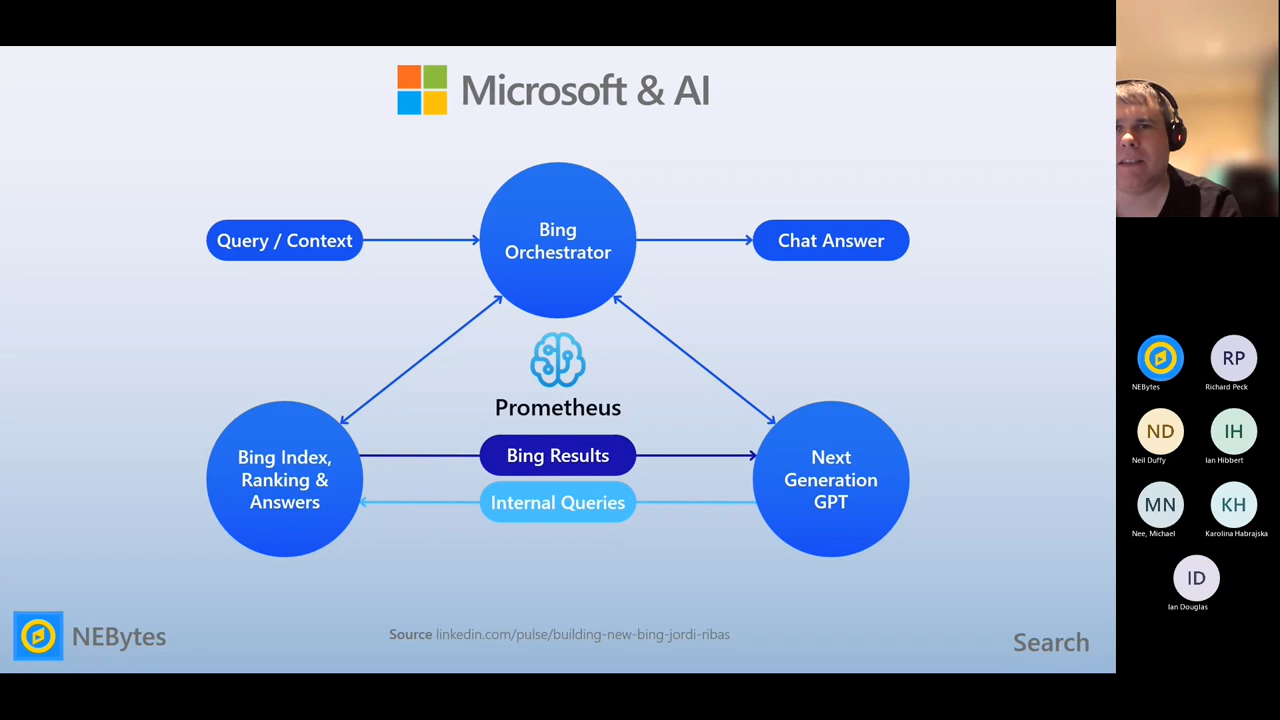 Microsoft & AI
Query / Context
Bing
Orchestrator
Chat Answer
Prometheus
Bing Index,
Ranking &
Answers
Bing Results
Internal Queries
Next
Generation
GPT
NEBytes
Source linkedin.com/pulse/building-new-bing-jordi-ribas
Search
NEBytes
RP
Richard Peck
ND
Neil Duffy
IH
Ian Hibbert
MN
Nee, Michael
KH
Karolina Habrajska
ID
Ian Douglas